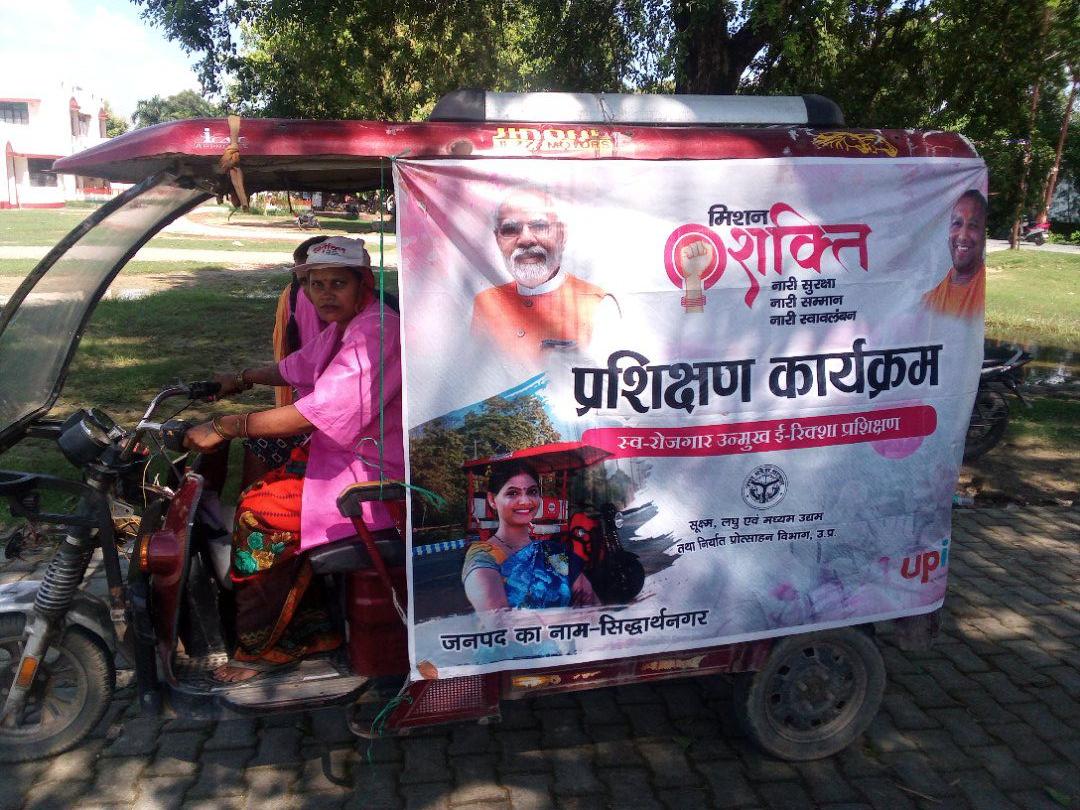 मिशन
शक्ति
नारी सुरक्षा
नारी सम्मान
नारी स्वावलंबन
प्रशिक्षण कार्यक्रम
स्व-रोजगार उन्मुख ई-रिक्शा प्रशिक्षण
सूक्ष्म, लघु एवं मध्यम उद्यम
तथा निर्यात प्रोत्साहन विभाग, उ.प्र.
upi
जनपद का नाम-सिद्धार्थनगर
MOTORS